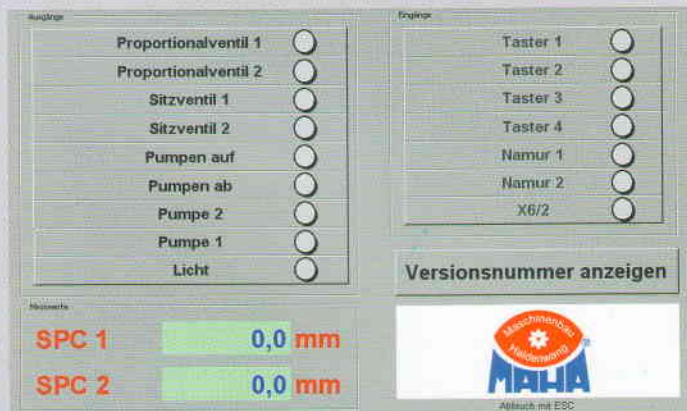 Ausgänge
Proportionalventil 1
Proportionalventil 2
Sitzventil 1
Sitzventil 2
Pumpen auf
Pumpen ab
Pumpe 2
Pumpe 1
Licht
Eingänge
Taster 1
Taster 2
Taster 3
Taster 4
Namur 1
Namur 2
X6/2
Versionsnummer anzeigen
Messwerte
SPC 1 0,0 mm
SPC 2 0,0 mm
Maschinenbau
Haldenwang
MAHA®
Abbruch mit ESC